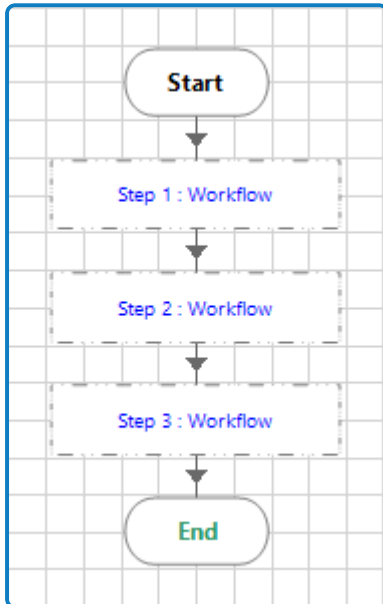 Start
Step 1 : Workflow
Step 2 : Workflow
Step 3 : Workflow
End